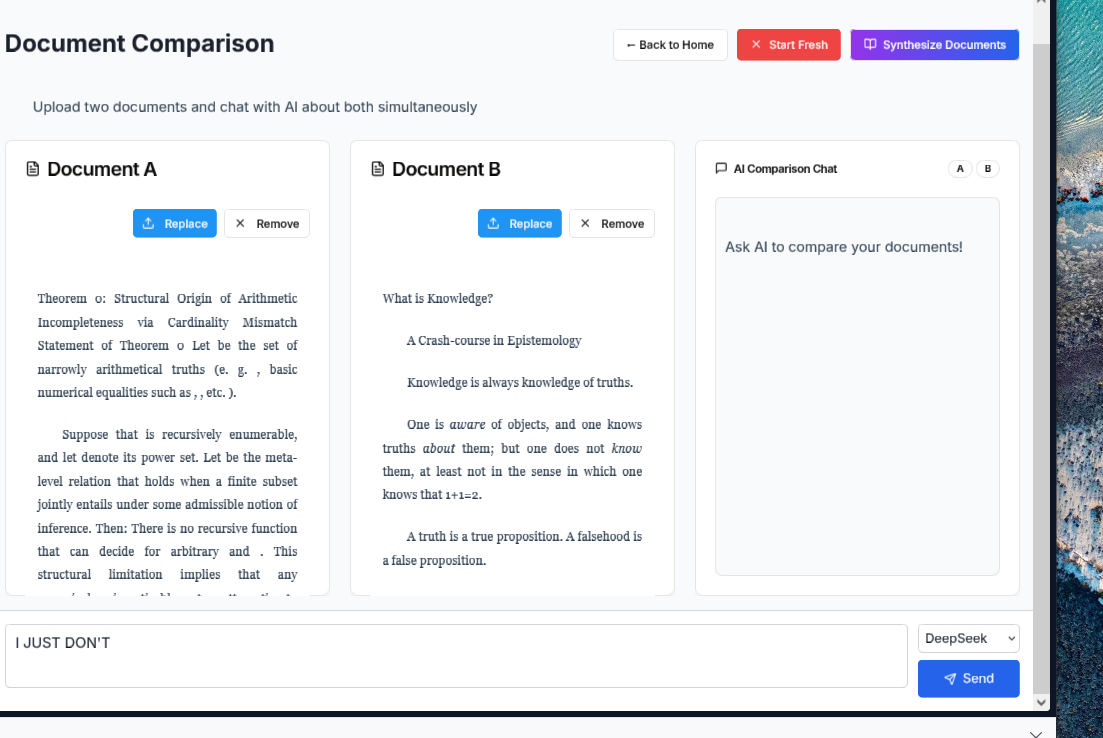 Document Comparison
← Back to Home
Start Fresh
Synthesize Documents
Upload two documents and chat with AI about both simultaneously
Document A
Replace
Remove
Theorem 0: Structural Origin of Arithmetic
Incompleteness via Cardinality Mismatch
Statement of Theorem 0 Let be the set of
narrowly arithmetical truths (e. g. , basic
numerical equalities such as , , etc. ).
Suppose that is recursively enumerable,
and let denote its power set. Let be the meta-
level relation that holds when a finite subset
jointly entails under some admissible notion of
inference. Then: There is no recursive function
that can decide for arbitrary and . This
structural limitation implies that any
Document B
Replace
Remove
What is Knowledge?
A Crash-course in Epistemology
Knowledge is always knowledge of truths.
One is aware of objects, and one knows
truths about them; but one does not know
them, at least not in the sense in which one
knows that 1+1=2.
A truth is a true proposition. A falsehood is
a false proposition.
AI Comparison Chat
A
B
Ask AI to compare your documents!
I JUST DON'T
DeepSeek
Send